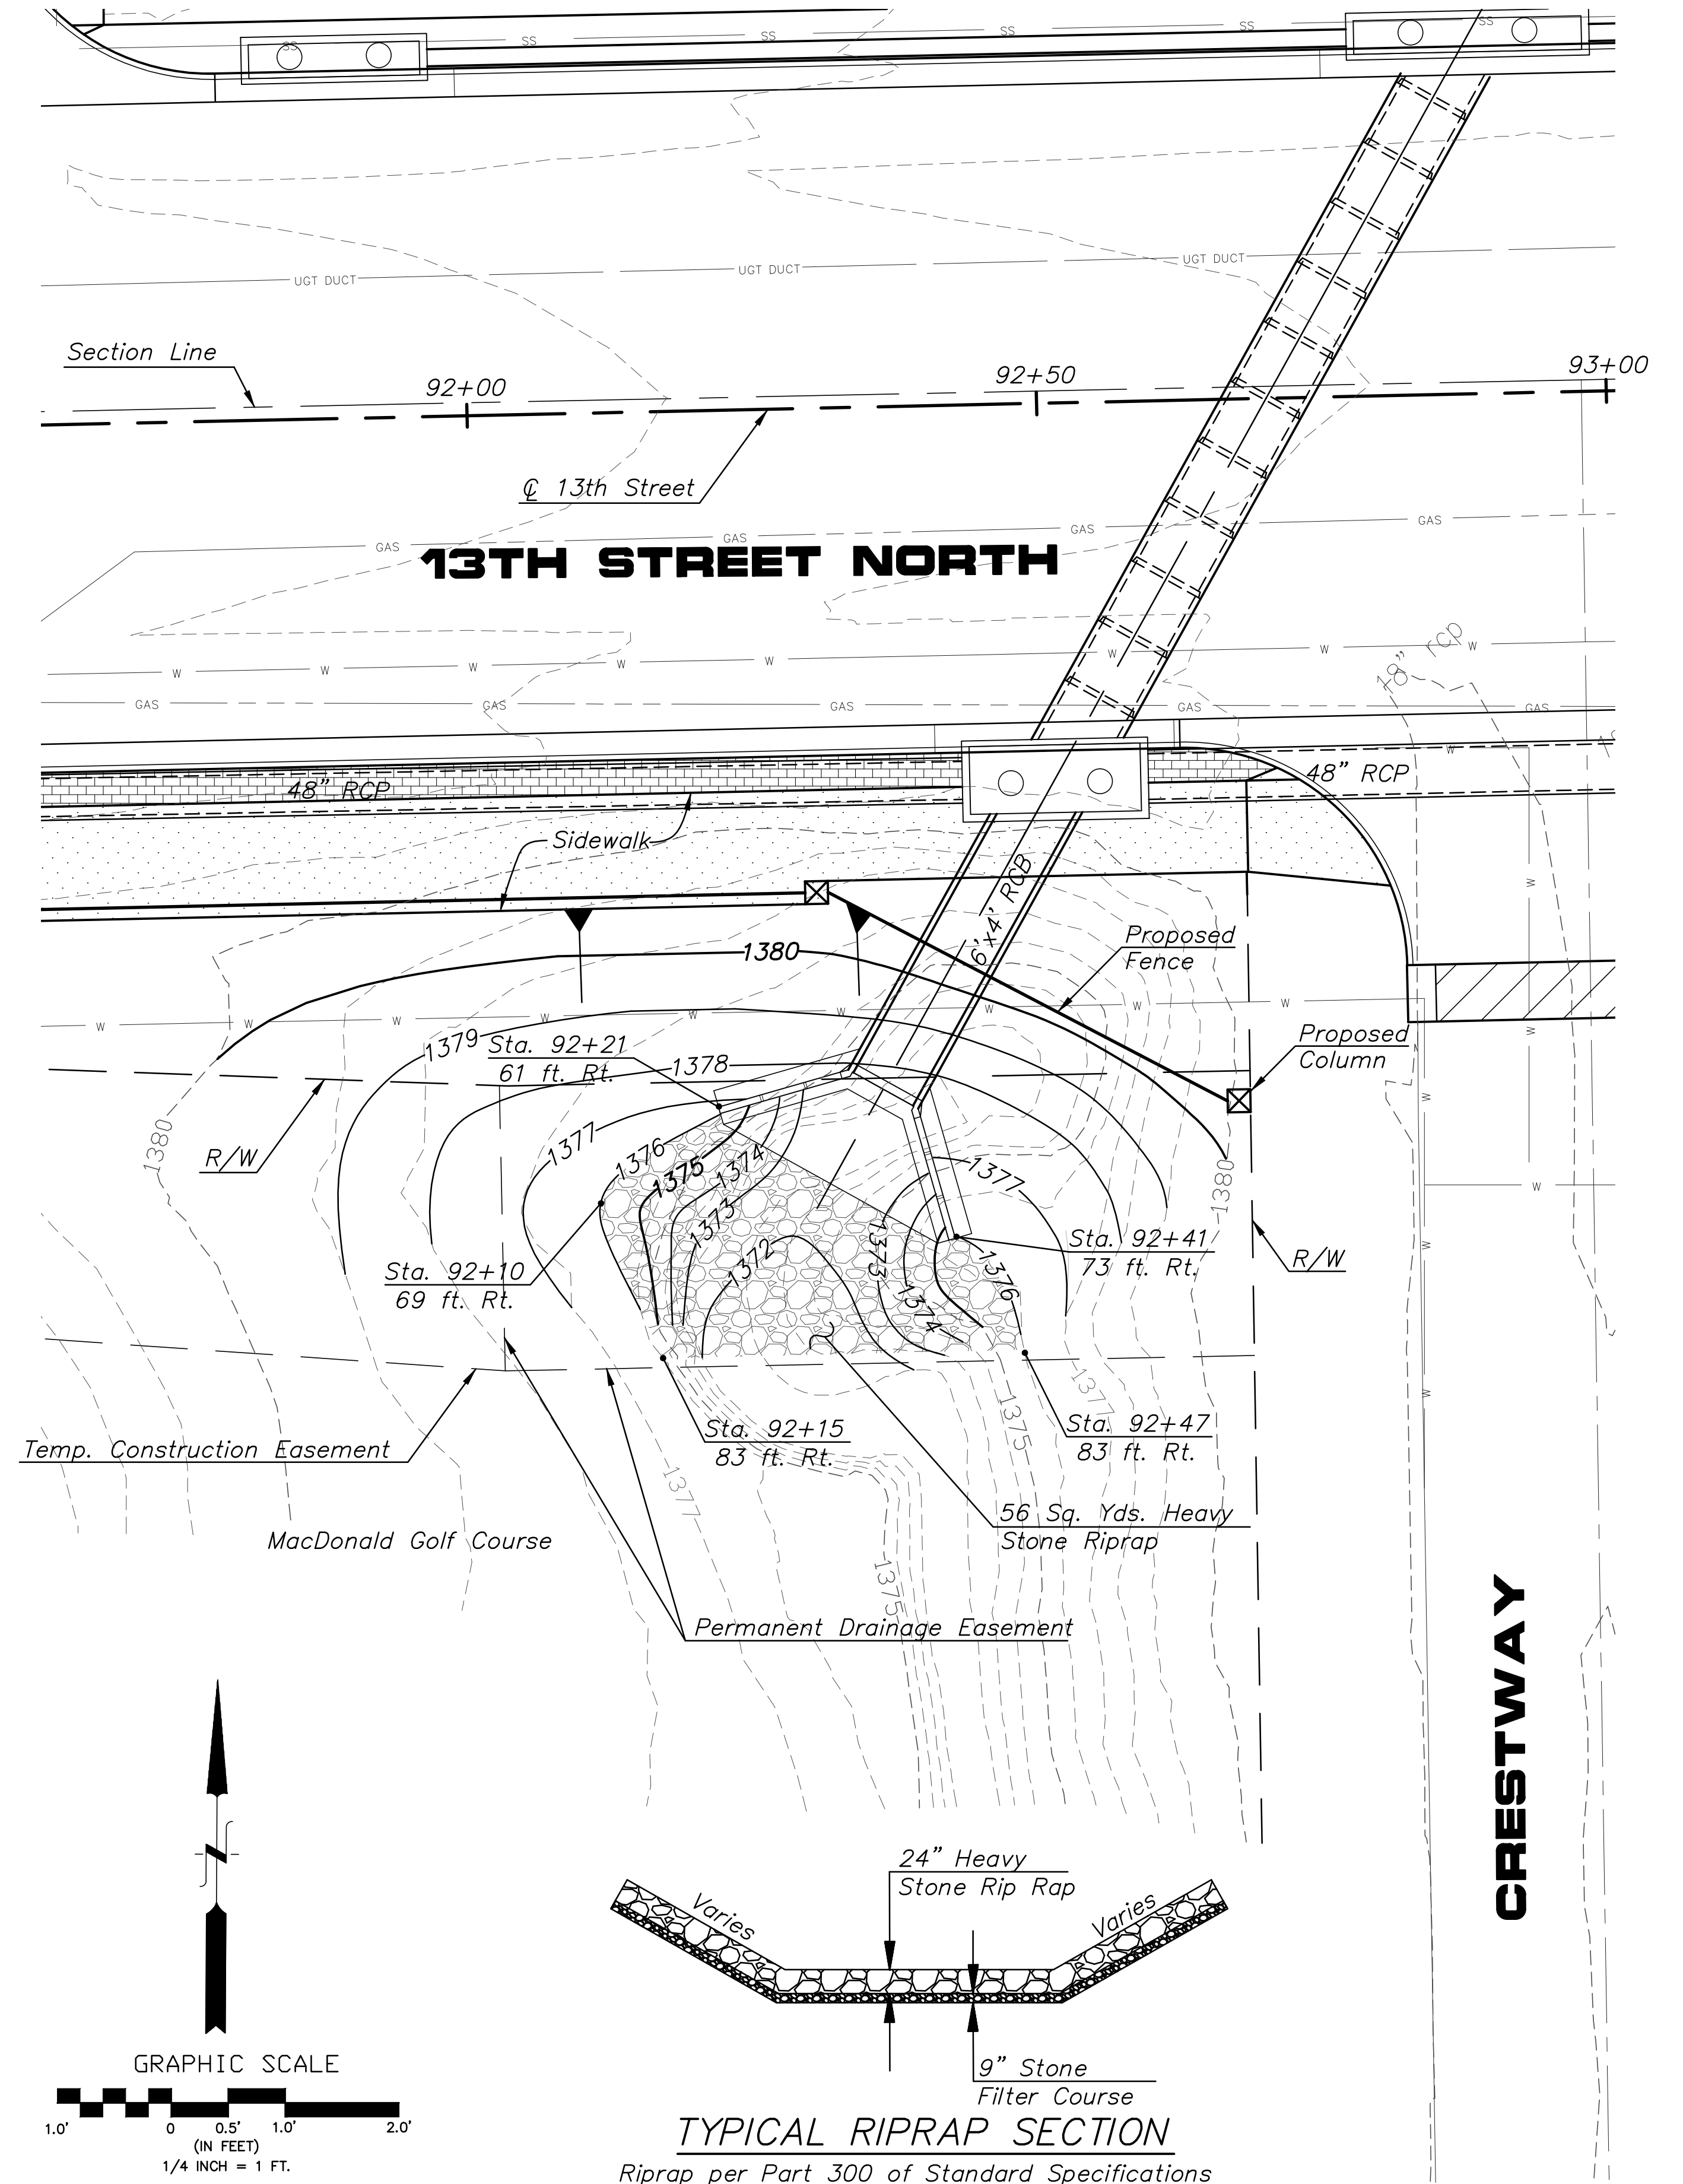 SS
SS
SS
SS
SS
SS
UGT DUCT
UGT DUCT
UGT DUCT
Section Line
92+00
92+50
93+00
℄ 13th Street
GAS
GAS
GAS
GAS
13TH STREET NORTH
18" rcp
W
W
W
W
W
W
W
W
GAS
GAS
GAS
GAS
GAS
W
48" RCP
48" RCP
Sidewalk
6'x4' RCB
Proposed
Fence
1380
W
W
W
W
W
W
W
W
W
W
W
1379
Sta. 92+21
61 ft. Rt.
1378
Proposed
Column
W
R/W
1380
1377
1376
1375
1374
1373
1372
1377
1380
W
1373
1374
1376
Sta. 92+41
73 ft. Rt.
R/W
W
Sta. 92+10
69 ft. Rt.
Sta. 92+15
83 ft. Rt.
Sta. 92+47
83 ft. Rt.
1377
1375
W
Temp. Construction Easement
1377
56 Sq. Yds. Heavy
Stone Riprap
MacDonald Golf Course
1375
Permanent Drainage Easement
CRESTWAY
N
24" Heavy
Stone Rip Rap
Varies
Varies
9" Stone
Filter Course
GRAPHIC SCALE
1.0' 0 0.5' 1.0' 2.0'
(IN FEET)
1/4 INCH = 1 FT.
TYPICAL RIPRAP SECTION
Riprap per Part 300 of Standard Specifications